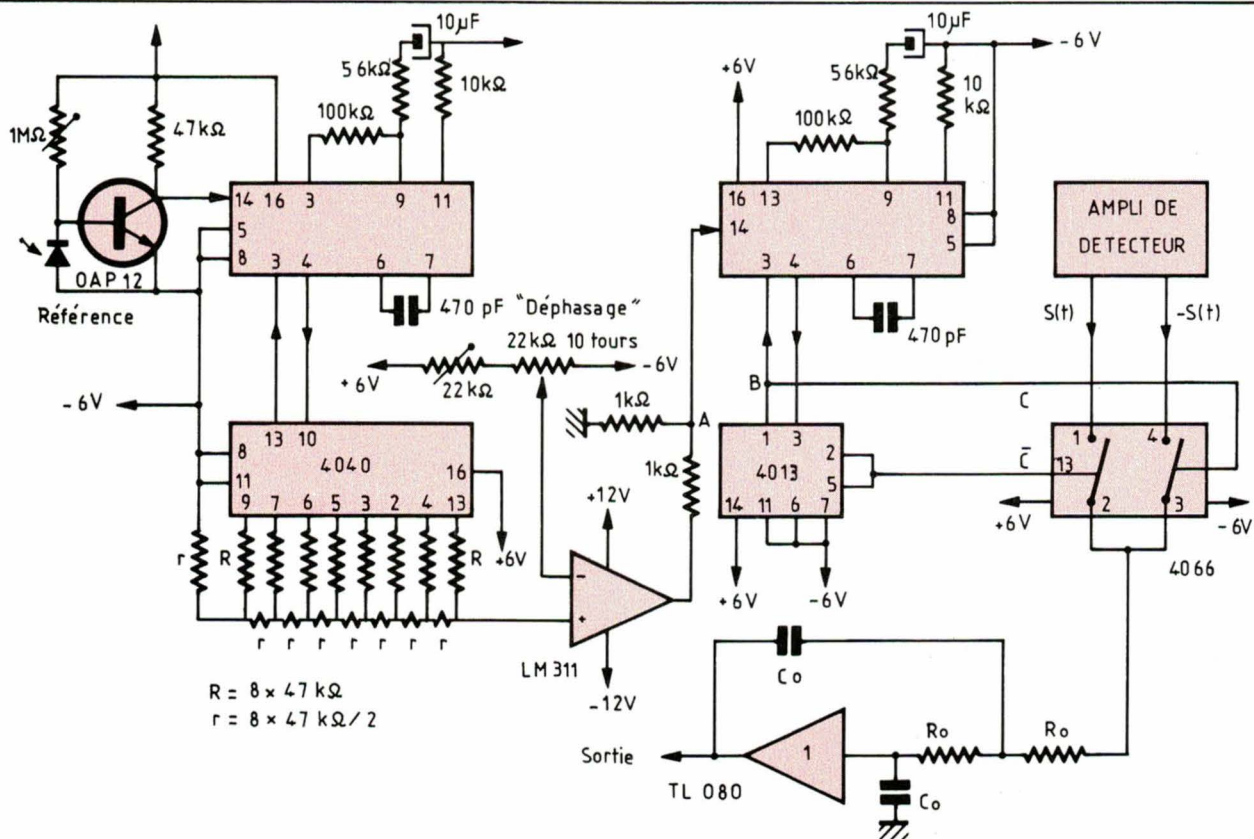 10µF
56kΩ
10kΩ
100kΩ
1MΩ
47kΩ
14 16 3 9 11
5
8
3 4 6 7
OAP 12
Référence
470 pF "Déphasage"
22kΩ 10 tours
+6V
22kΩ
-6V
- 6V
13 10
8
4040
16
11
9 7 6 5 3 2 4 13
+6V
r
R
R
r r r r r r r
R = 8 × 47 kΩ
r = 8 × 47 kΩ/2
1kΩ
A
1kΩ
+12V
-
+
LM 311
-12V
10µF
- 6V
+6V
56kΩ
10 kΩ
100kΩ
16 13 9 11
14
8
5
3 4 6 7
470 pF
B
C
C̄
1 3
2
4013
5
14 11 6 7
+6V
-6V
AMPLI DE
DETECTEUR
S(t)
-S(t)
1 4
13
2 3
+6V
-6V
4066
Co
Ro
Ro
Sortie
1
TL 080
Co